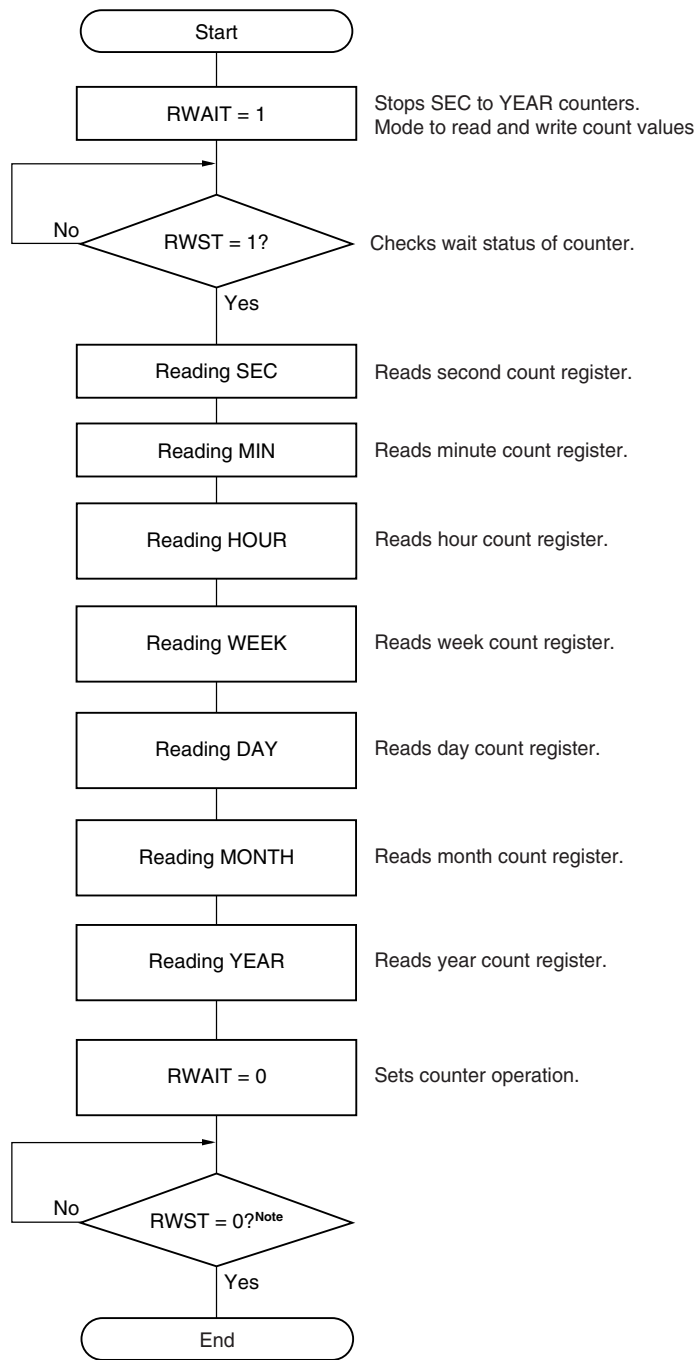 Start
RWAIT = 1
Stops SEC to YEAR counters.
Mode to read and write count values
No
RWST = 1?
Checks wait status of counter.
Yes
Reading SEC
Reads second count register.
Reading MIN
Reads minute count register.
Reading HOUR
Reads hour count register.
Reading WEEK
Reads week count register.
Reading DAY
Reads day count register.
Reading MONTH
Reads month count register.
Reading YEAR
Reads year count register.
RWAIT = 0
Sets counter operation.
No
RWST = 0?Note
Yes
End